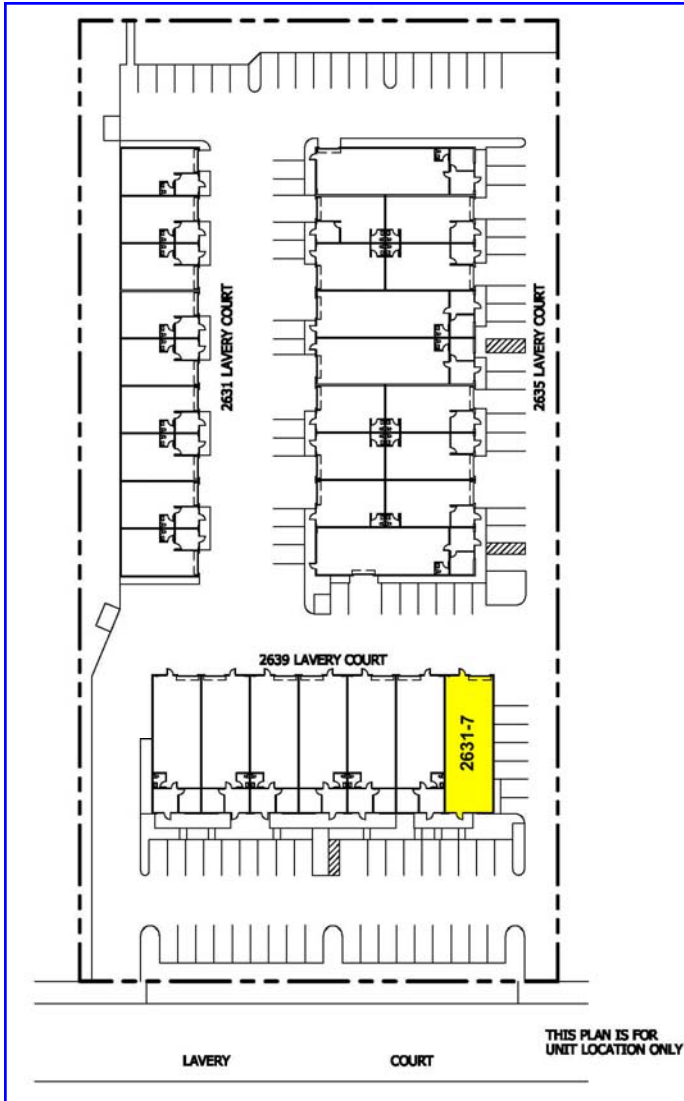 2631 LAVERY COURT
2635 LAVERY COURT
2639 LAVERY COURT
2631-7
THIS PLAN IS FOR
UNIT LOCATION ONLY
LAVERY COURT